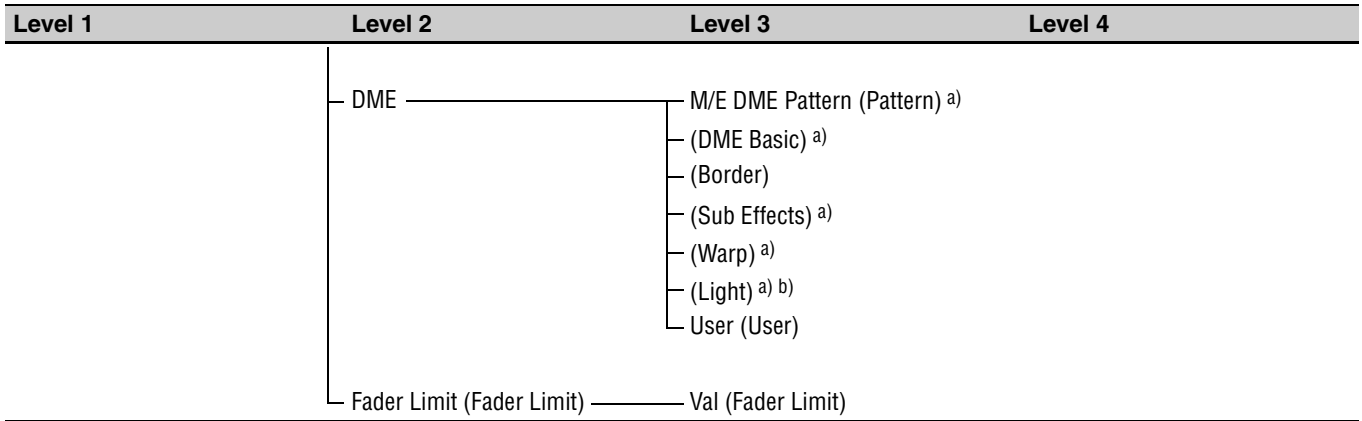 Level 1 Level 2 Level 3 Level 4
DME M/E DME Pattern (Pattern) a)
(DME Basic) a)
(Border)
(Sub Effects) a)
(Warp) a)
(Light) a) b)
User (User)
Fader Limit (Fader Limit) Val (Fader Limit)